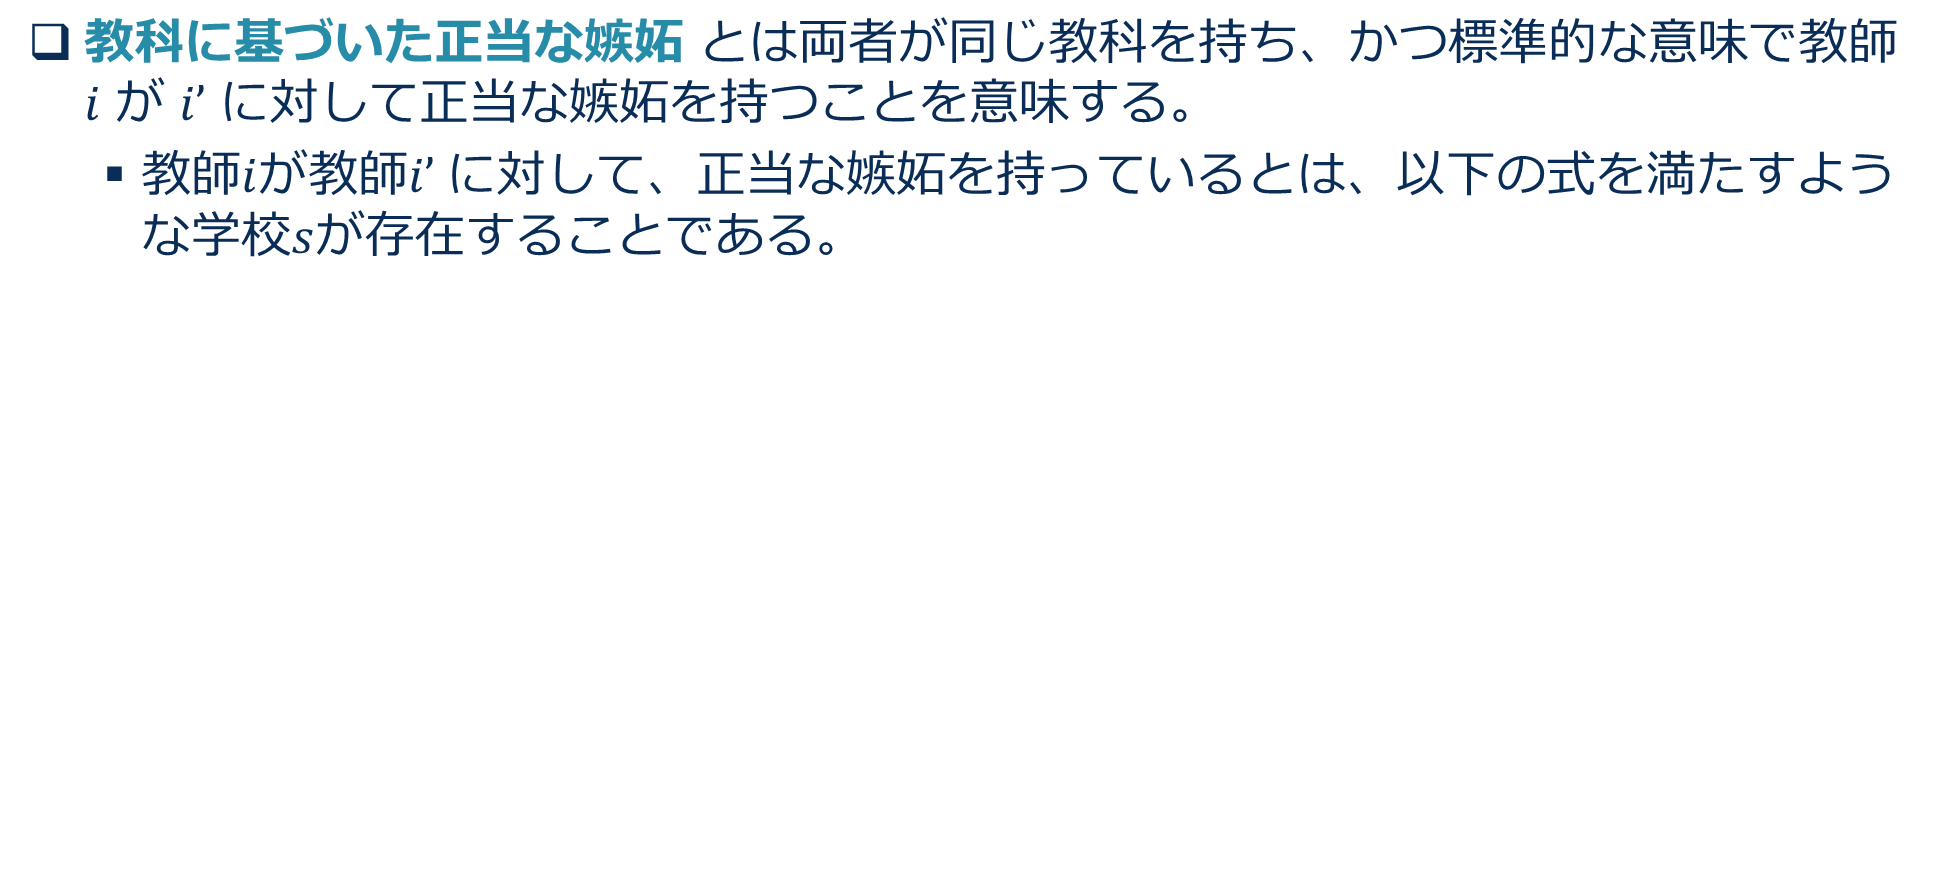 ❑ 教科に基づいた正当な嫉妬 とは両者が同じ教科を持ち、かつ標準的な意味で教師
i が i’ に対して正当な嫉妬を持つことを意味する。
▪ 教師iが教師i’ に対して、正当な嫉妬を持っているとは、以下の式を満たすよう
な学校sが存在することである。